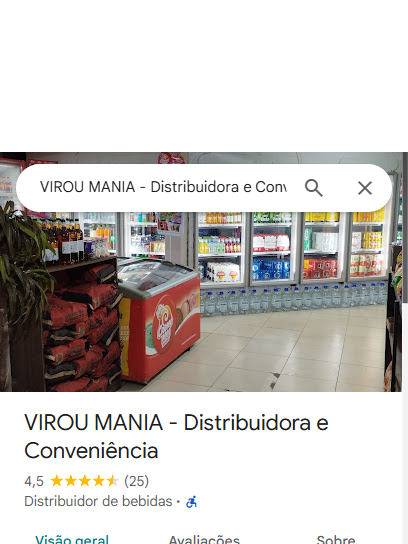 VIROU MANIA - Distribuidora e Conv
VIROU MANIA - Distribuidora e
Conveniência
4,5 (25)
Distribuidor de bebidas ·
Visão geral
Avaliações
Sobre